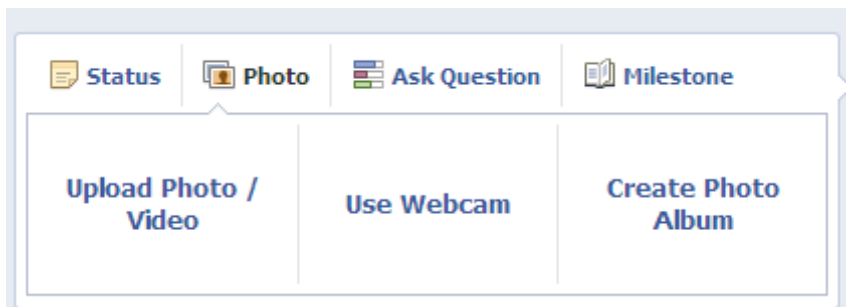 Status Photo Ask Question Milestone
Upload Photo /
Video
Use Webcam
Create Photo
Album